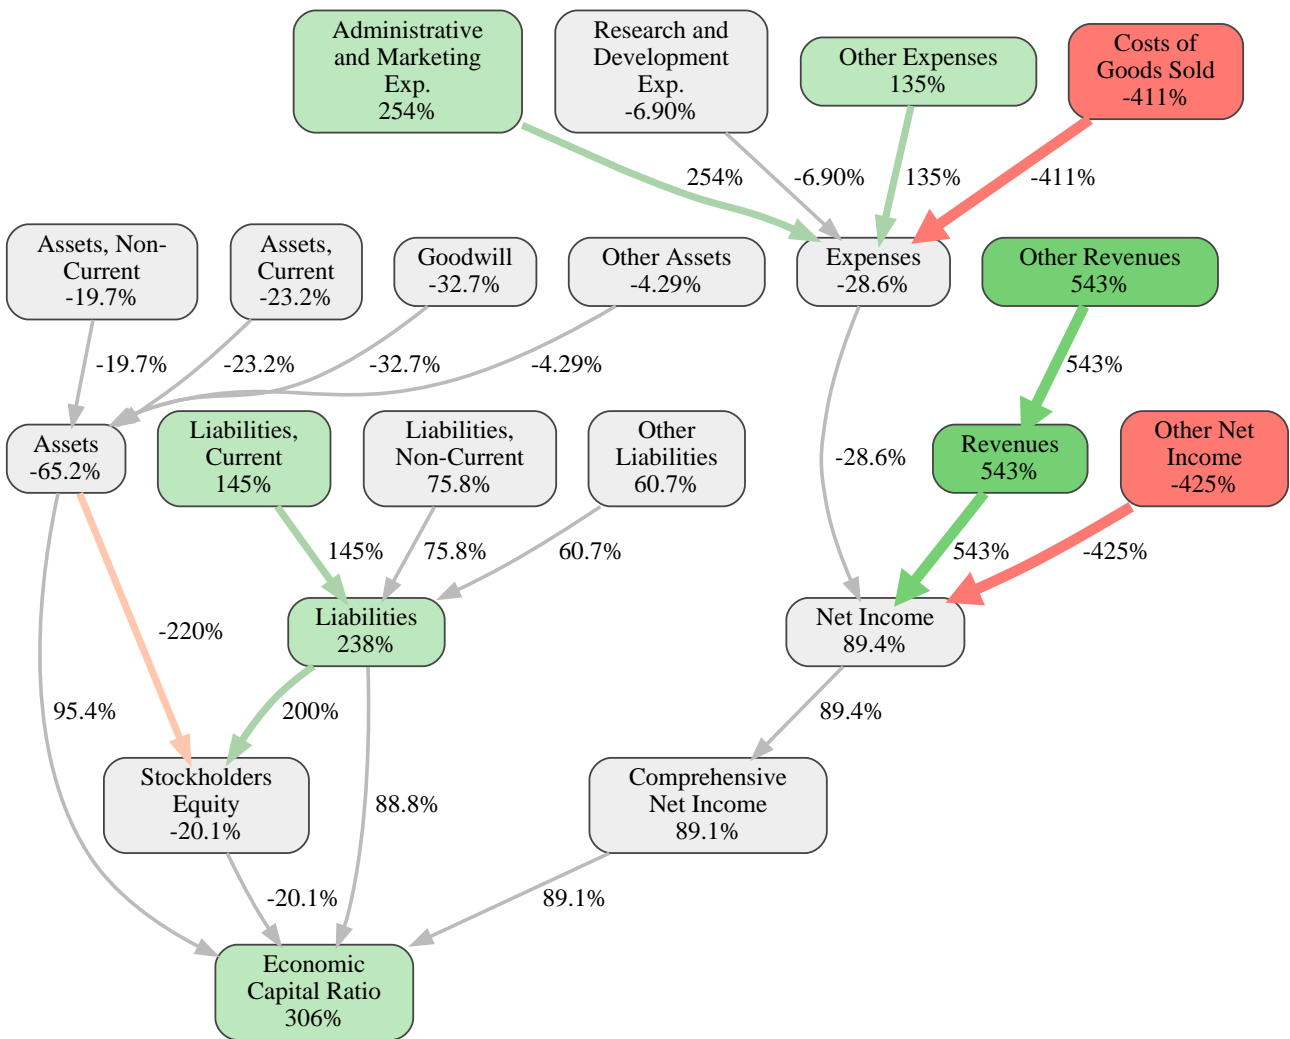 Administrative
and Marketing
Exp.
254%
Research and
Development
Exp.
-6.90%
Other Expenses
135%
Costs of
Goods Sold
-411%
254%
-6.90%
135%
-411%
Assets, Non-
Current
-19.7%
Assets,
Current
-23.2%
Goodwill
-32.7%
Other Assets
-4.29%
Expenses
-28.6%
Other Revenues
543%
-19.7%
-23.2%
-32.7%
-4.29%
543%
Assets
-65.2%
Liabilities,
Current
145%
Liabilities,
Non-Current
75.8%
Other
Liabilities
60.7%
-28.6%
Revenues
543%
Other Net
Income
-425%
145%
75.8%
60.7%
543%
-425%
-220%
Liabilities
238%
Net Income
89.4%
95.4%
200%
89.4%
Stockholders
Equity
-20.1%
88.8%
Comprehensive
Net Income
89.1%
-20.1%
89.1%
Economic
Capital Ratio
306%